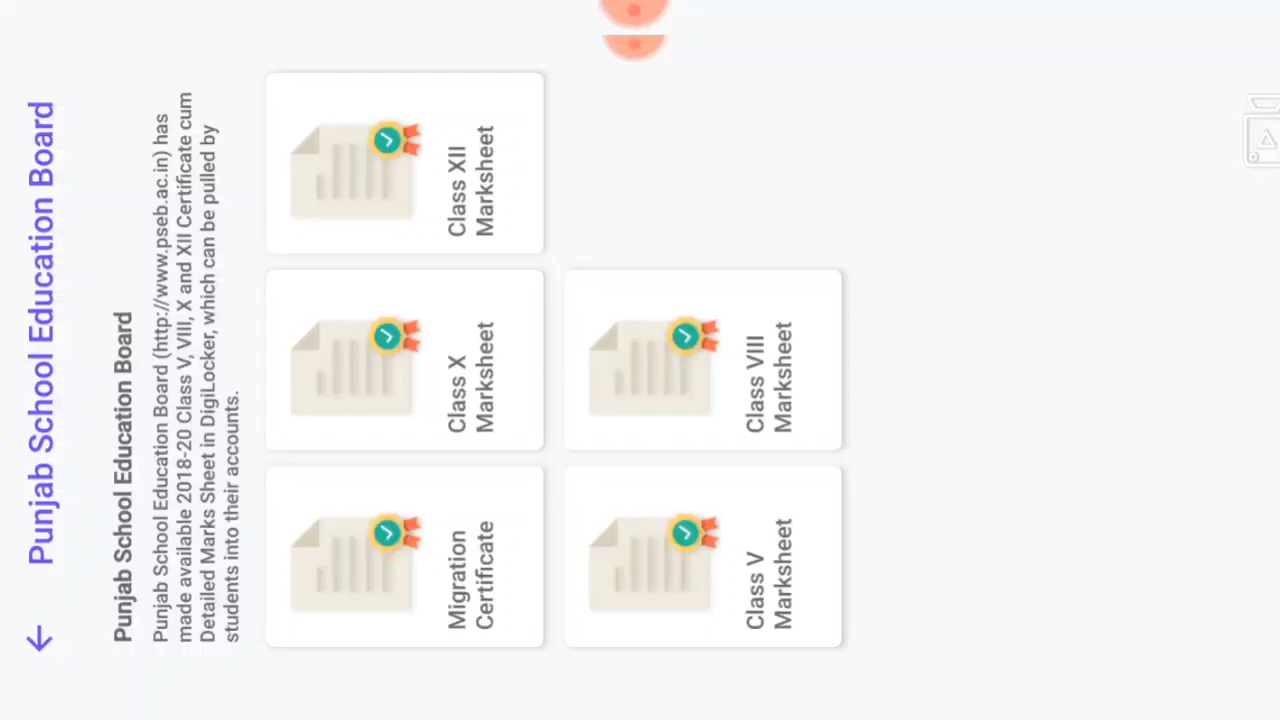 Punjab School Education Board
Punjab School Education Board
Punjab School Education Board (http://www.pseb.ac.in) has
made available 2018-20 Class V, VIII, X and XII Certificate cum
Detailed Marks Sheet in DigiLocker, which can be pulled by
students into their accounts.
Migration
Certificate
Class X
Marksheet
Class XII
Marksheet
Class V
Marksheet
Class VIII
Marksheet